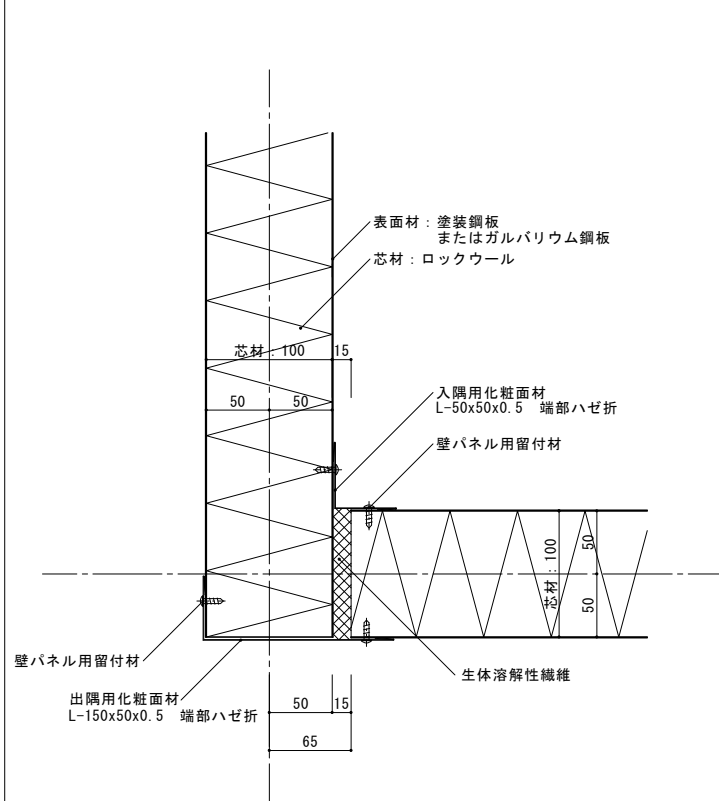 表面材：塗装鋼板
またはガルバリウム鋼板
芯材：ロックウール
芯材：100
15
50
50
入隅用化粧面材
L-50x50x0.5　端部ハゼ折
壁パネル用留付材
芯材：100
50
50
壁パネル用留付材
生体溶解性繊維
出隅用化粧面材
L-150x50x0.5　端部ハゼ折
50
15
65